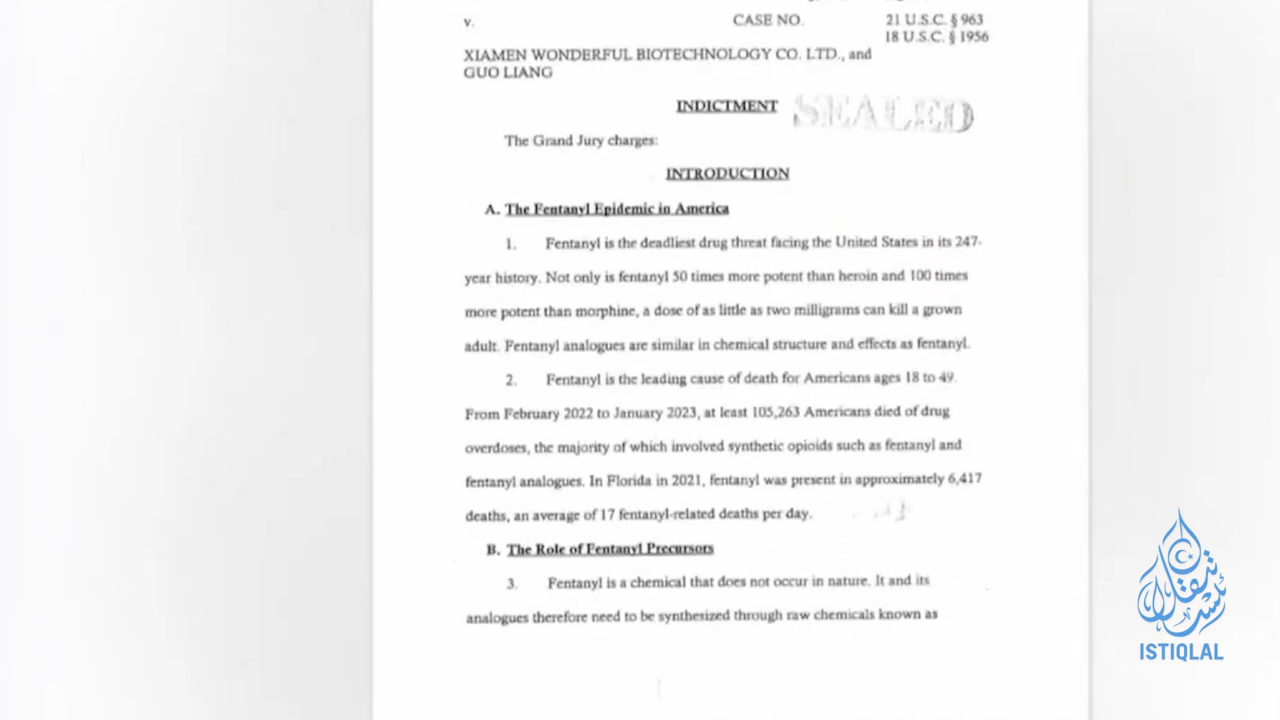 v.
CASE NO.
21 U.S.C. § 963
18 U.S.C. § 1956
XIAMEN WONDERFUL BIOTECHNOLOGY CO. LTD., and
GUO LIANG
INDICTMENT
SEALED
The Grand Jury charges:
INTRODUCTION
A. The Fentanyl Epidemic in America
1. Fentanyl is the deadliest drug threat facing the United States in its 247-
year history. Not only is fentanyl 50 times more potent than heroin and 100 times
more potent than morphine, a dose of as little as two milligrams can kill a grown
adult. Fentanyl analogues are similar in chemical structure and effects as fentanyl.
2. Fentanyl is the leading cause of death for Americans ages 18 to 49.
From February 2022 to January 2023, at least 105,263 Americans died of drug
overdoses, the majority of which involved synthetic opioids such as fentanyl and
fentanyl analogues. In Florida in 2021, fentanyl was present in approximately 6,417
deaths, an average of 17 fentanyl-related deaths per day.
B. The Role of Fentanyl Precursors
3. Fentanyl is a chemical that does not occur in nature. It and its
analogues therefore need to be synthesized through raw chemicals known as
ISTIQLAL